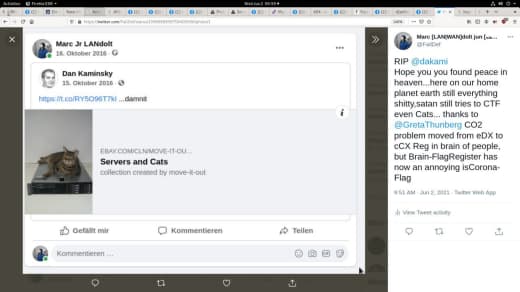 Marc Jr LANdolt
16. Oktober 2016 ·
Dan Kaminsky
15. Oktober 2016 ·
https://t.co/RY5O96T7kI ...damnit
EBAY.COM/CLN/MOVE-IT-OU...
Servers and Cats
collection created by move-it-out
Gefällt mir
Kommentieren
Teilen
Kommentieren ...
@FailDef
RIP @dakami
Hope you you found peace in
heaven...here on our home
planet earth still everything
shitty,satan still tries to CTF
even Cats... thanks to
@GretaThunberg CO2
problem moved from eDX to
cCX Reg in brain of people,
but Brain-FlagRegister has
now an annoying isCorona-
Flag
9:51 AM · Jun 2, 2021 · Twitter Web App
View Tweet activity